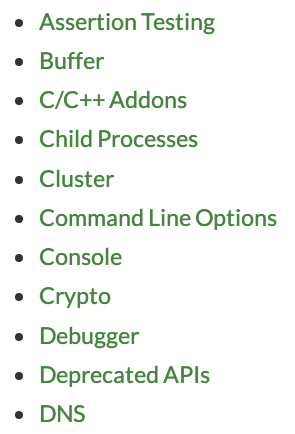 Assertion Testing
Buffer
C/C++ Addons
Child Processes
Cluster
Command Line Options
Console
Crypto
Debugger
Deprecated APIs
DNS